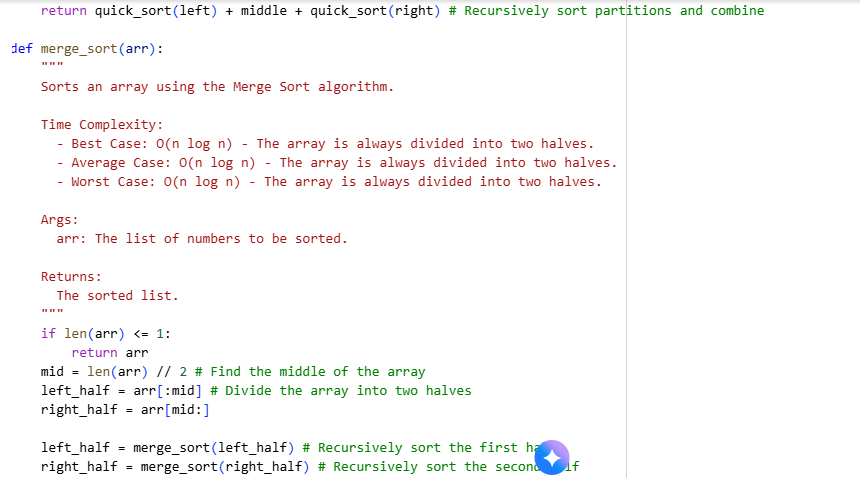 return quick_sort(left) + middle + quick_sort(right) # Recursively sort partitions and combine

def merge_sort(arr):
    """
    Sorts an array using the Merge Sort algorithm.

    Time Complexity:
      - Best Case: O(n log n) - The array is always divided into two halves.
      - Average Case: O(n log n) - The array is always divided into two halves.
      - Worst Case: O(n log n) - The array is always divided into two halves.

    Args:
      arr: The list of numbers to be sorted.

    Returns:
      The sorted list.
    """
    if len(arr) <= 1:
        return arr
    mid = len(arr) // 2 # Find the middle of the array
    left_half = arr[:mid] # Divide the array into two halves
    right_half = arr[mid:]

    left_half = merge_sort(left_half) # Recursively sort the first
    right_half = merge_sort(right_half) # Recursively sort the second